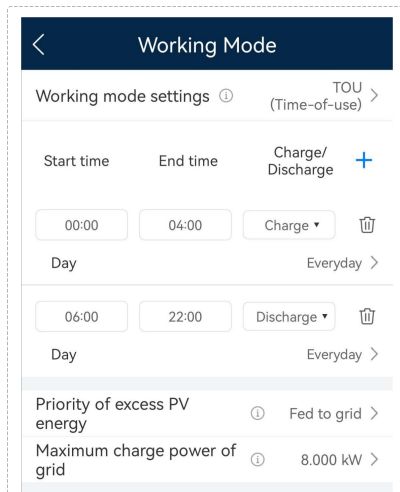 Working Mode
Working mode settings TOU
(Time-of-use)
Start time End time Charge/
Discharge
00:00 04:00 Charge
Day Everyday
06:00 22:00 Discharge
Day Everyday
Priority of excess PV
energy Fed to grid
Maximum charge power of
grid 8.000 kW